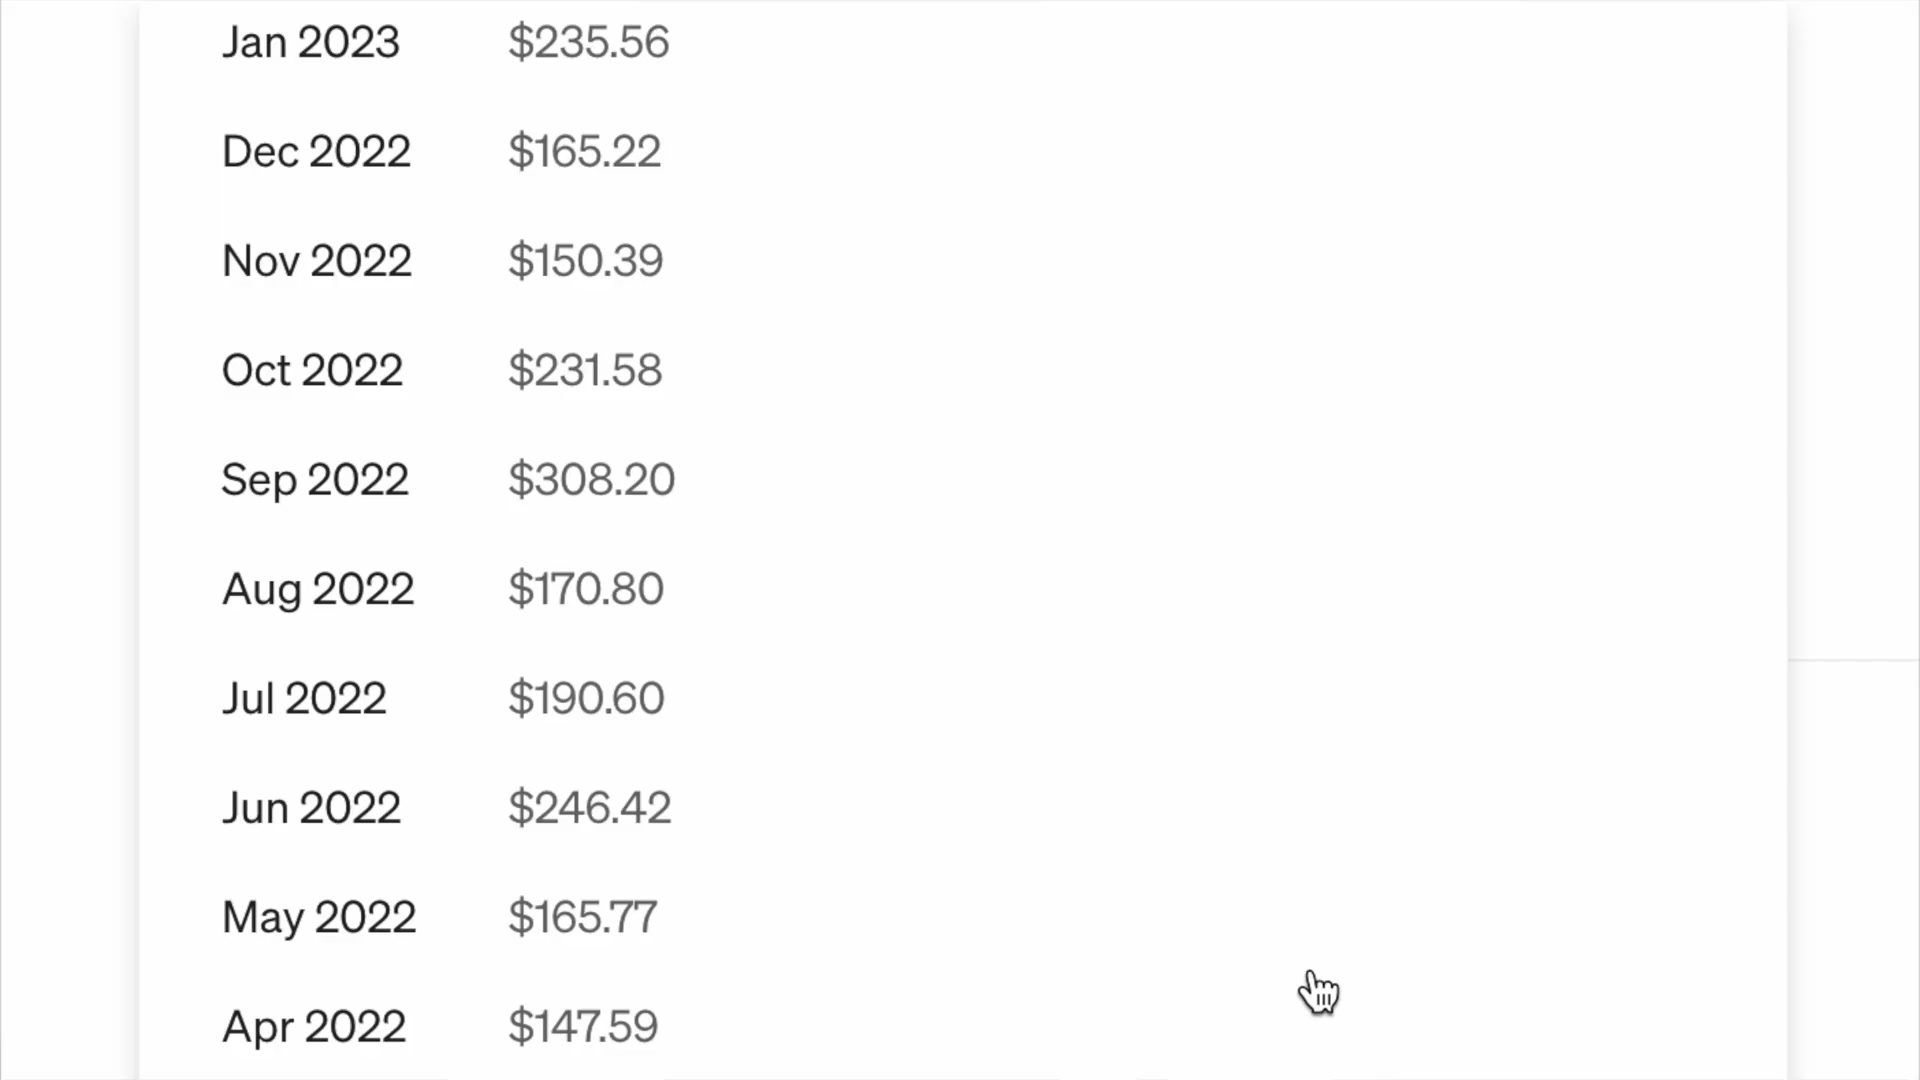 Jan 2023 $235.56
Dec 2022 $165.22
Nov 2022 $150.39
Oct 2022 $231.58
Sep 2022 $308.20
Aug 2022 $170.80
Jul 2022 $190.60
Jun 2022 $246.42
May 2022 $165.77
Apr 2022 $147.59